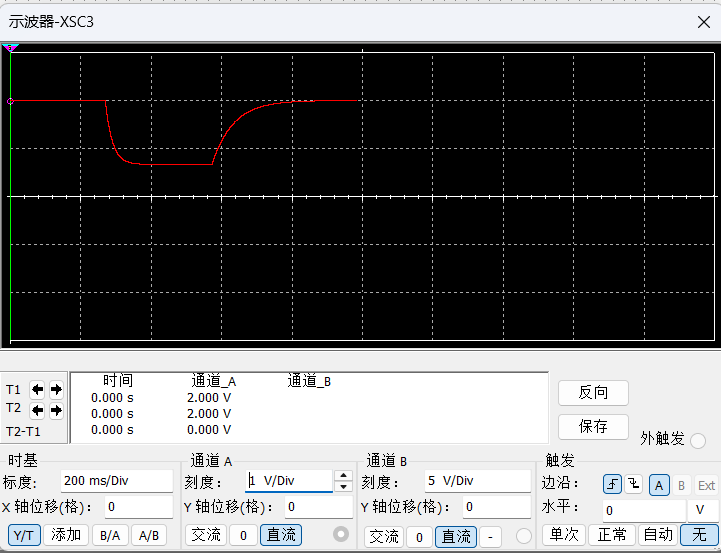 示波器-XSC3
时间 通道_A 通道_B
T1 0.000 s 2.000 V
T2 0.000 s 2.000 V
T2-T1 0.000 s 0.000 V
反向
保存
外触发
时基
标度: 200 ms/Div
X 轴位移(格): 0
Y/T 添加 B/A A/B
通道 A
刻度: 1 V/Div
Y 轴位移(格): 0
交流 0 直流
通道 B
刻度: 5 V/Div
Y 轴位移(格): 0
交流 0 直流 -
触发
边沿: A B Ext
水平: 0 V
单次 正常 自动 无